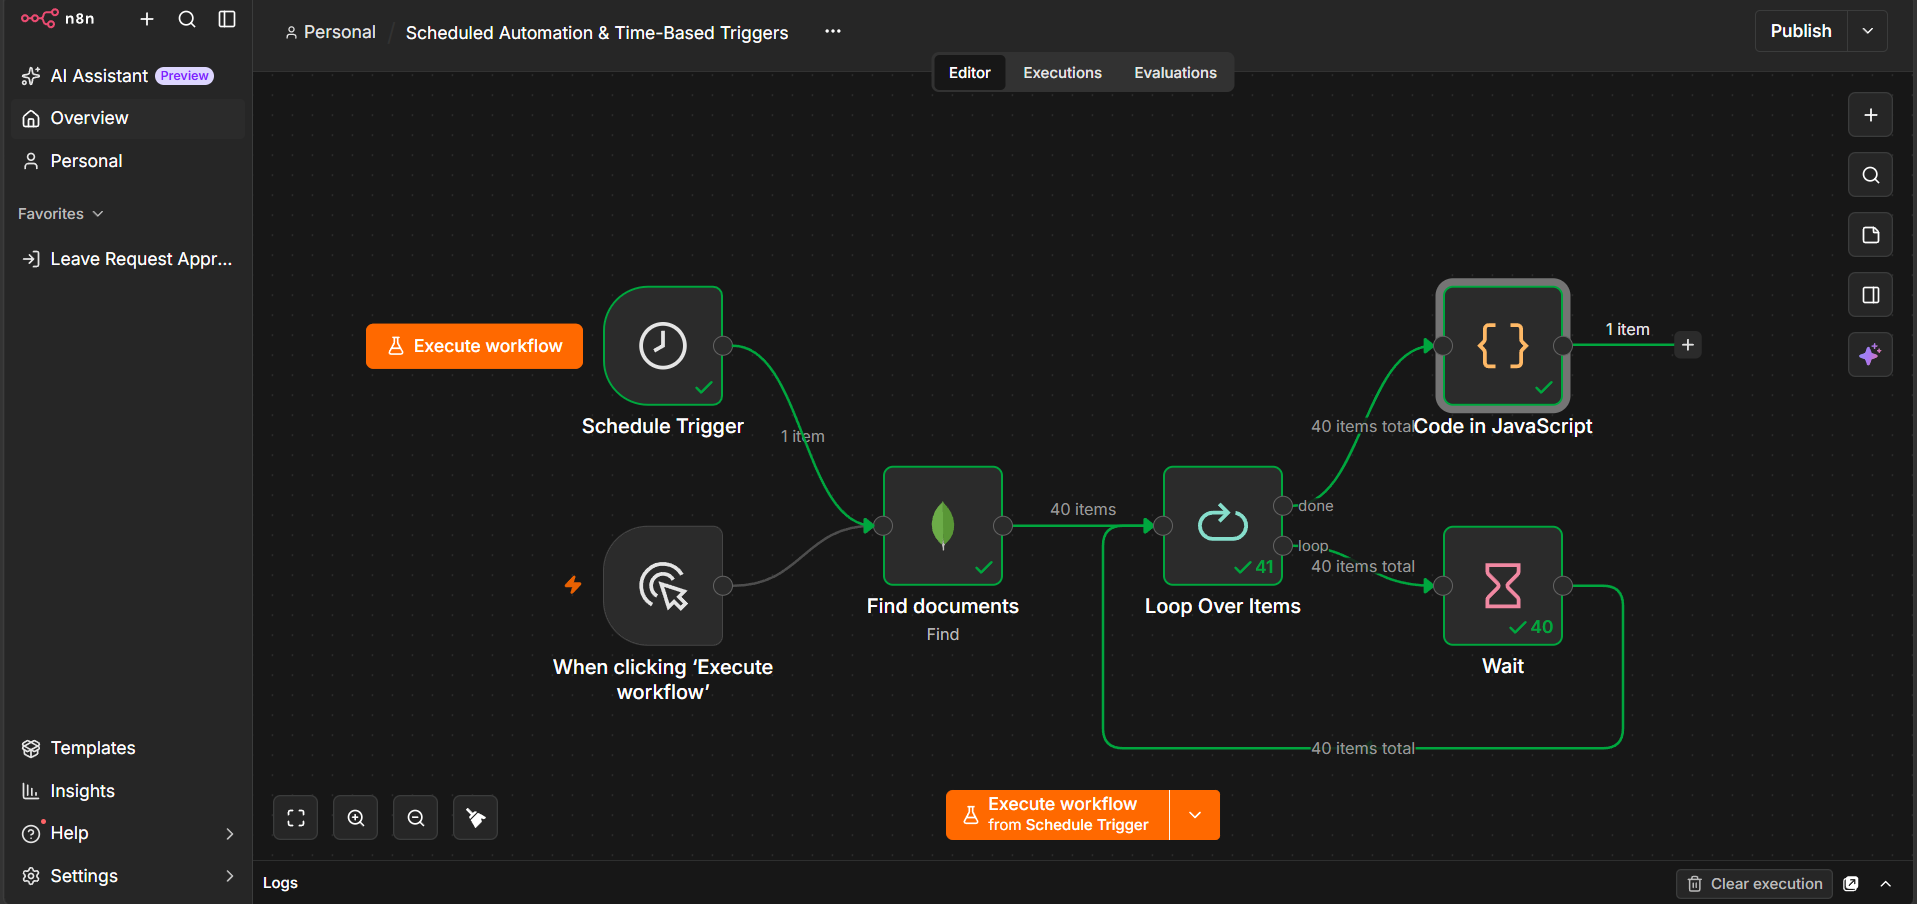 n8n
Personal
Scheduled Automation & Time-Based Triggers
Publish
Editor
Executions
Evaluations
AI Assistant
Preview
Overview
Personal
Favorites
Leave Request Appr...
Execute workflow
Schedule Trigger
1 item
1 item
40 items total
Code in JavaScript
40 items
done
loop
40 items total
41
Find documents
Find
Loop Over Items
40
Wait
When clicking ‘Execute
workflow’
40 items total
Templates
Insights
Help
Settings
Execute workflow
from Schedule Trigger
Logs
Clear execution